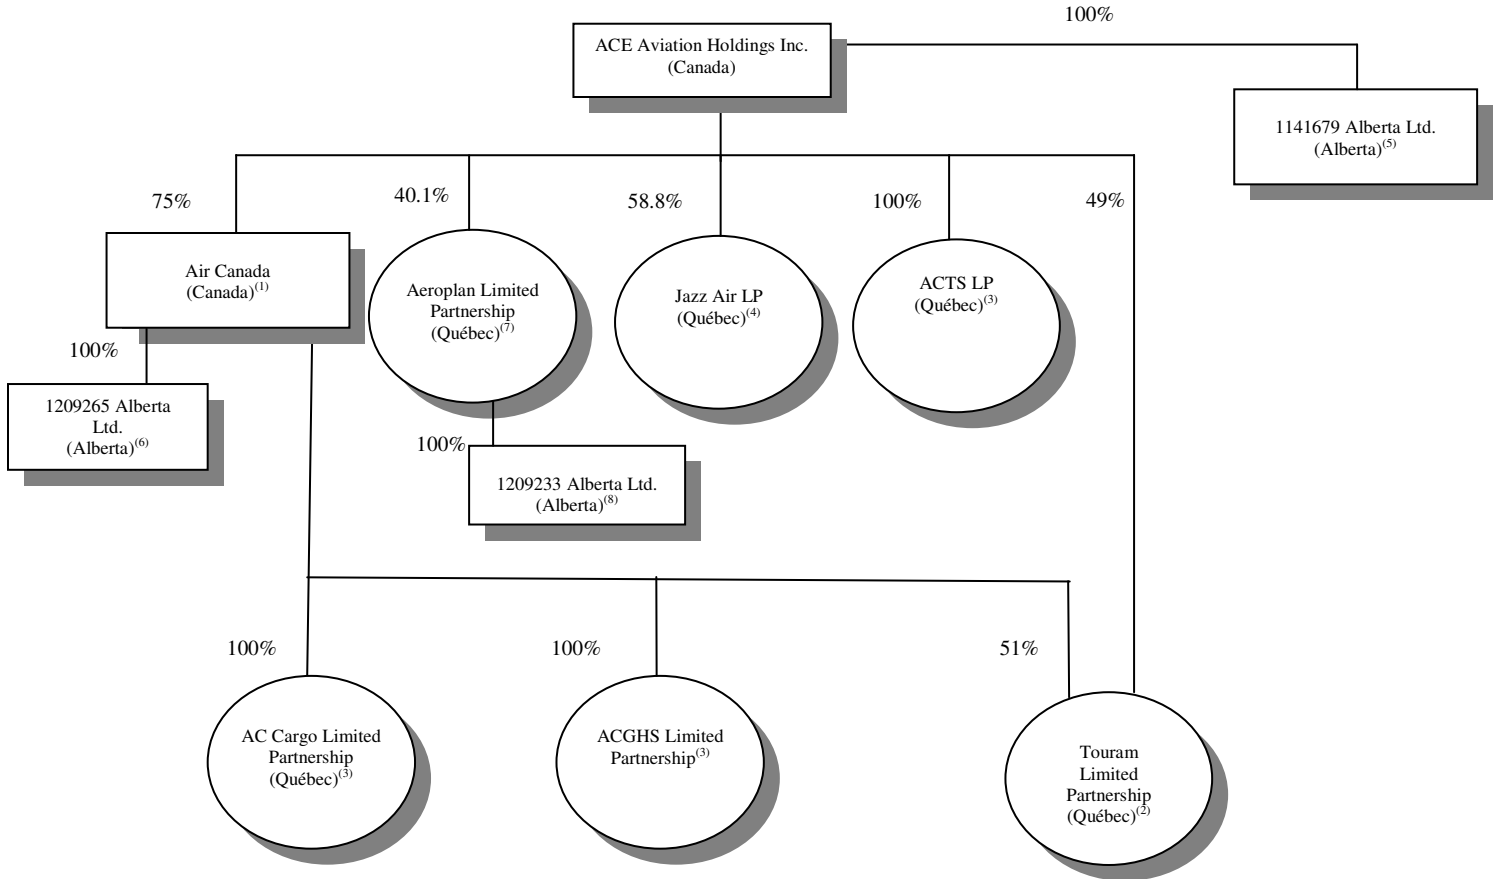 100%
ACE Aviation Holdings Inc.
(Canada)
1141679 Alberta Ltd.
(Alberta)(5)
75%
40.1%
58.8%
100%
49%
Air Canada
(Canada)(1)
Aeroplan Limited
Partnership
(Québec)(7)
Jazz Air LP
(Québec)(4)
ACTS LP
(Québec)(3)
100%
1209265 Alberta
Ltd.
(Alberta)(6)
100%
1209233 Alberta Ltd.
(Alberta)(8)
100%
100%
51%
AC Cargo Limited
Partnership
(Québec)(3)
ACGHS Limited
Partnership(3)
Touram
Limited
Partnership
(Québec)(2)